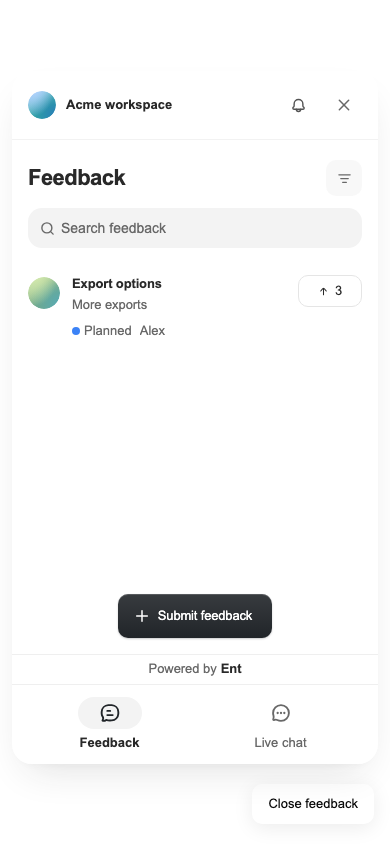 Acme workspace
Feedback
Search feedback
Export options
More exports
3
Planned Alex
Submit feedback
Powered by Ent
Feedback
Live chat
Close feedback